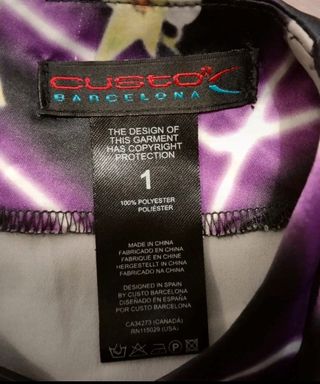 custo
BARCELONA
THE DESIGN OF
THIS GARMENT
HAS COPYRIGHT
PROTECTION
1
100% POLYESTER
POLIÉSTER
MADE IN CHINA
FABRICADO EN CHINA
FABRIQUE EN CHINE
HERGESTELLT IN CHINA
FABRICADO NA CHINA
DESIGNED IN SPAIN
BY CUSTO BARCELONA
DISEÑADO EN ESPAÑA
POR CUSTO BARCELONA
CA34273 (CANADA)
RN115029 (USA)